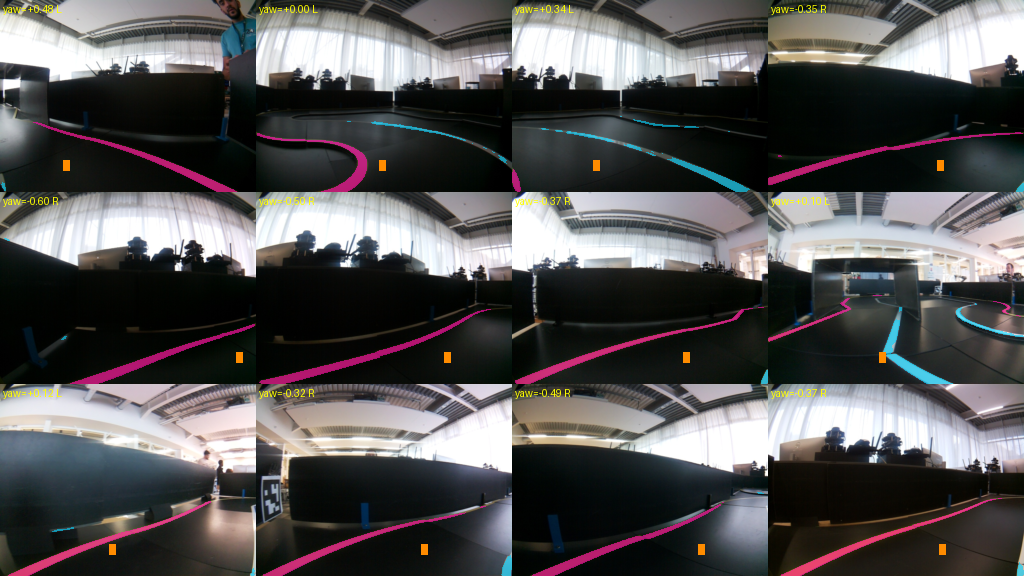 yaw=+0.48 L
yaw=+0.00 L
yaw=+0.34 L
yaw=-0.35 R
yaw=-0.60 R
yaw=-0.50 R
yaw=-0.37 R
yaw=+0.10 L
yaw=+0.12 L
yaw=-0.32 R
yaw=-0.49 R
yaw=-0.37 R